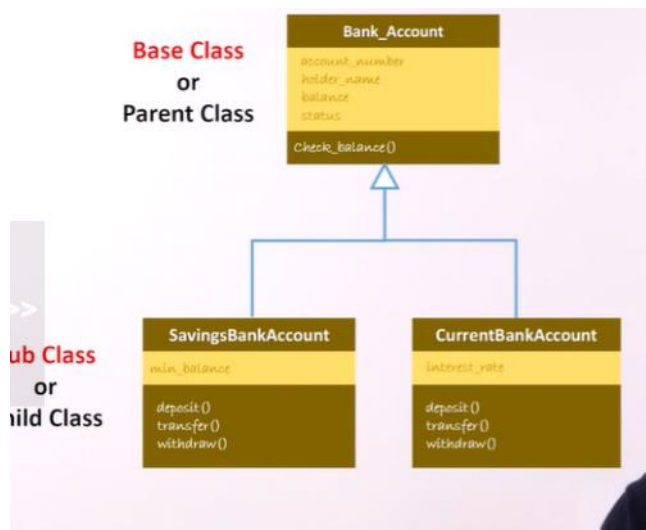 Bank_Account
Base Class
or
Parent Class
account_number
holder_name
balance
status
Check_balance()
>>
ub Class
or
hild Class
SavingsBankAccount
min_balance
deposit()
transfer()
withdraw()
CurrentBankAccount
interest_rate
deposit()
transfer()
withdraw()